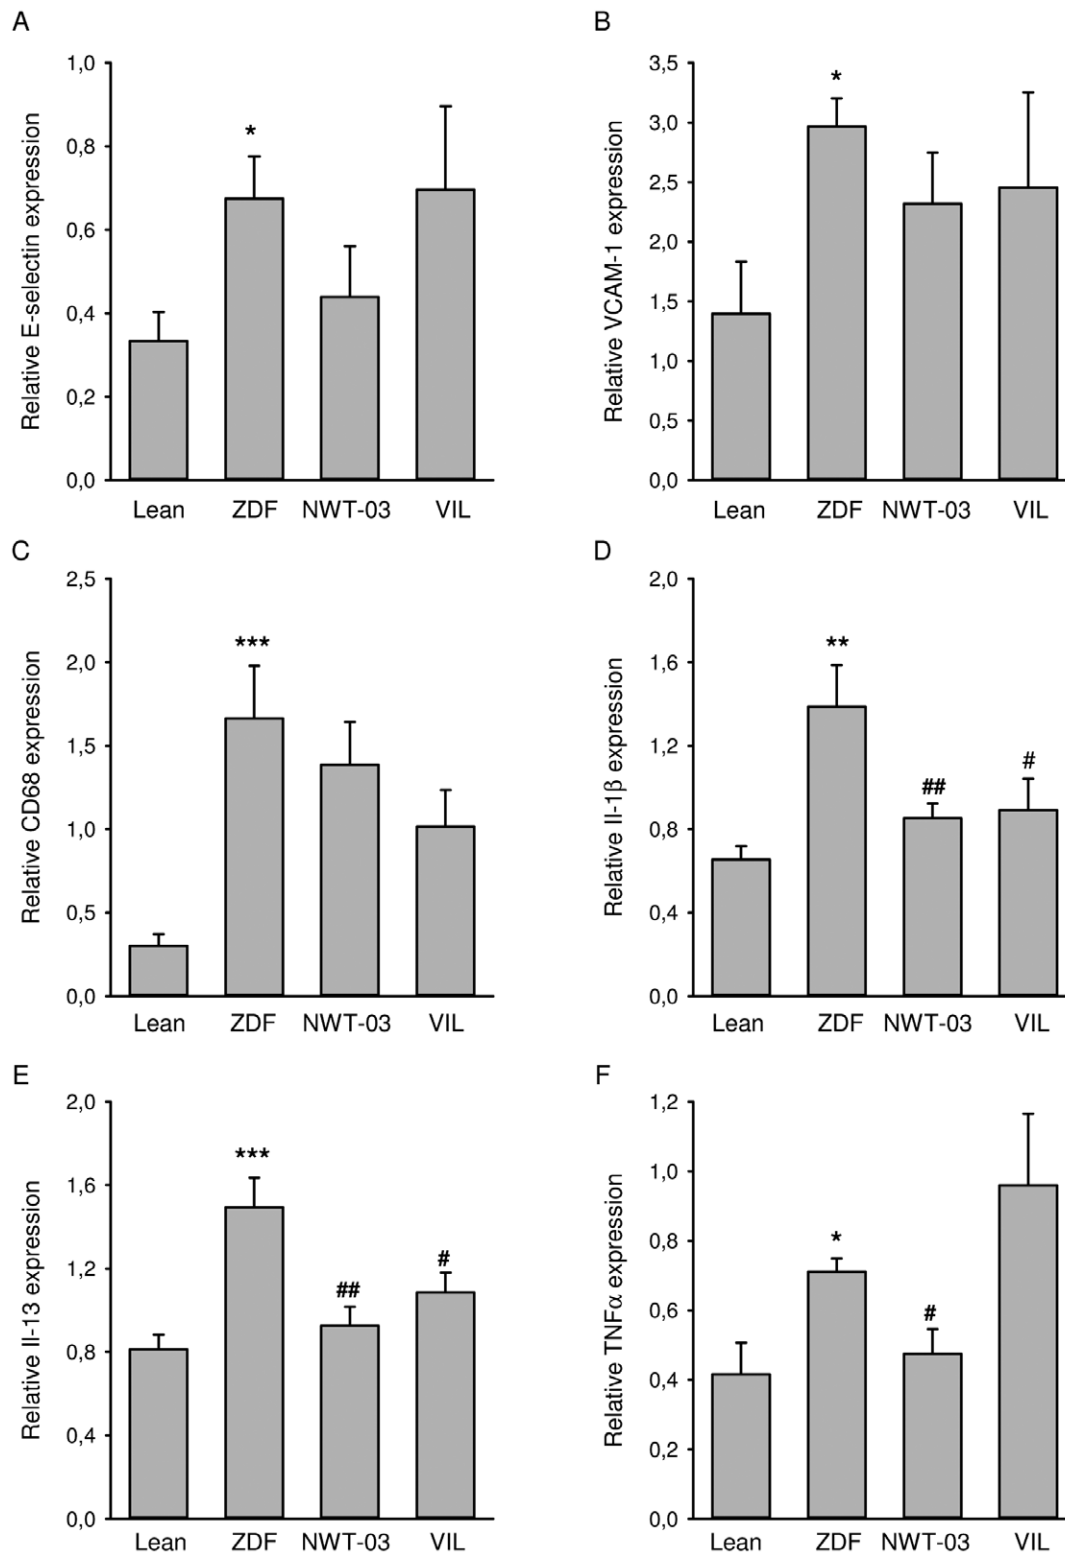 A
Relative E-selectin expression
1,0
0,8
0,6
0,4
0,2
0,0
*
Lean ZDF NWT-03 VIL
B
Relative VCAM-1 expression
3,5
3,0
2,5
2,0
1,5
1,0
0,5
0,0
*
Lean ZDF NWT-03 VIL
C
Relative CD68 expression
2,5
2,0
1,5
1,0
0,5
0,0
***
Lean ZDF NWT-03 VIL
D
Relative Il-1β expression
2,0
1,6
1,2
0,8
0,4
0,0
**
##
#
Lean ZDF NWT-03 VIL
E
Relative Il-13 expression
2,0
1,6
1,2
0,8
0,4
0,0
***
##
#
Lean ZDF NWT-03 VIL
F
Relative TNFα expression
1,2
1,0
0,8
0,6
0,4
0,2
0,0
*
#
Lean ZDF NWT-03 VIL